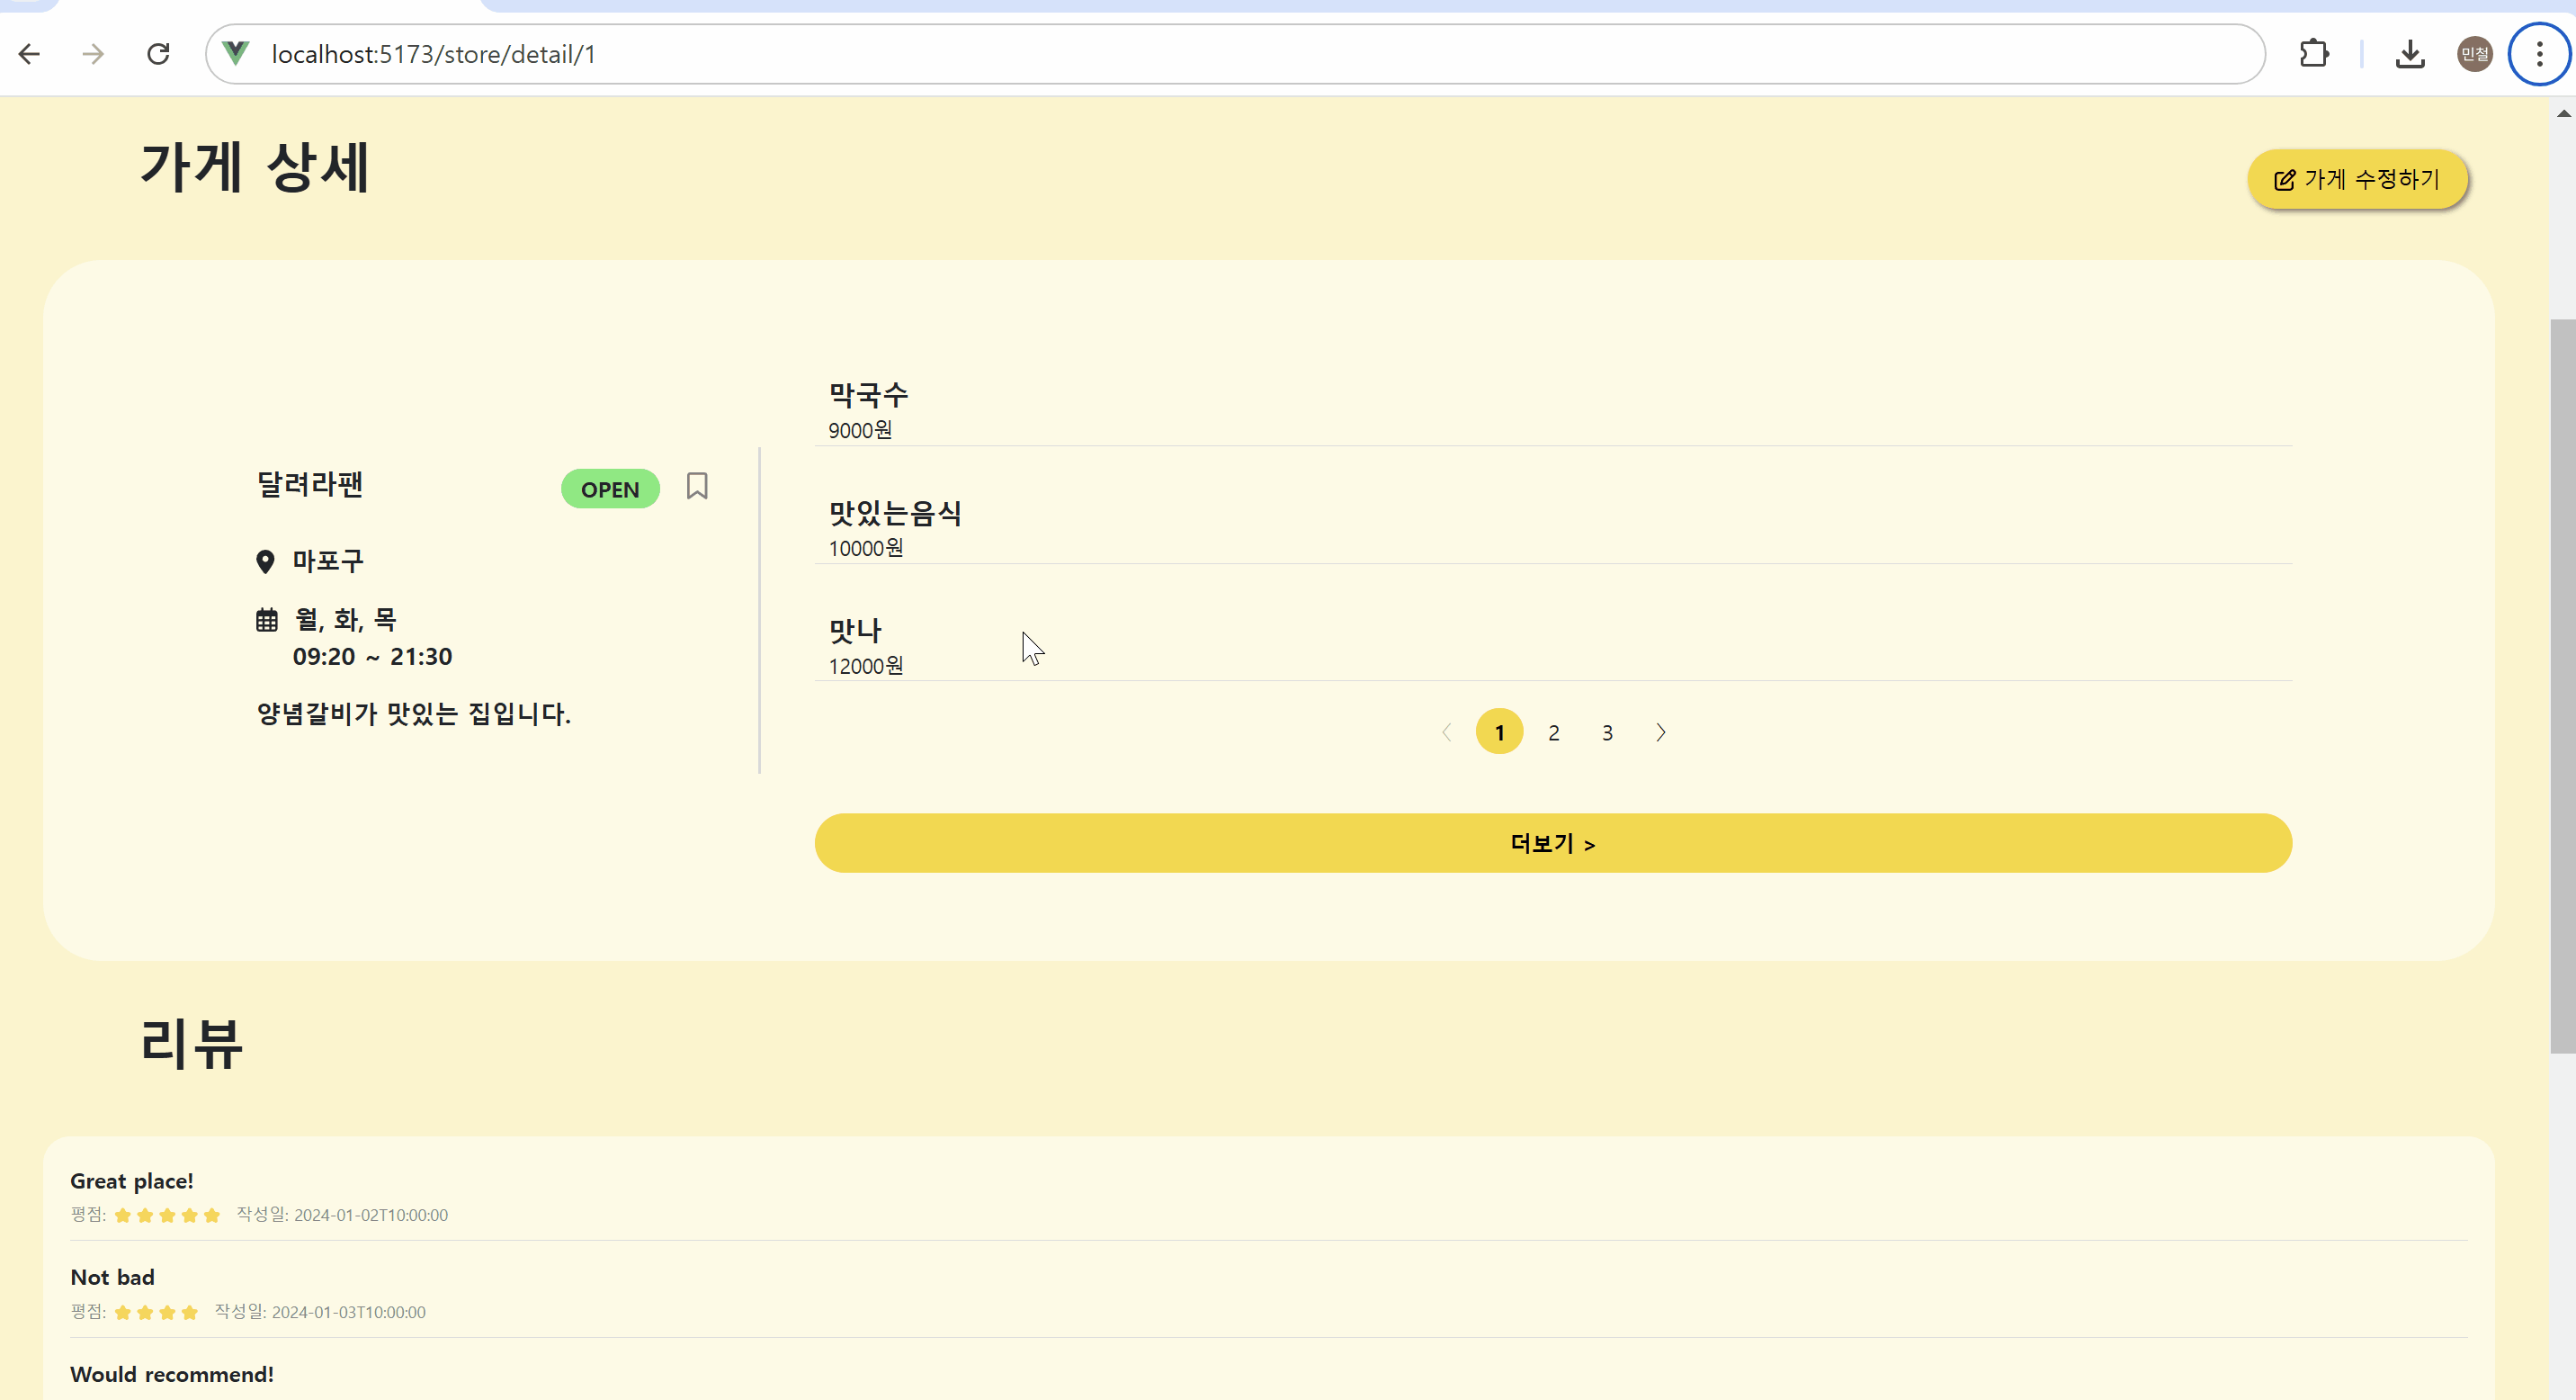 localhost:5173/store/detail/1
민철
가게 상세
가게 수정하기
달려라팬
OPEN
마포구
월, 화, 목
09:20 ~ 21:30
양념갈비가 맛있는 집입니다.
막국수
9000원
맛있는음식
10000원
맛나
12000원
1 2 3
더보기 >
리뷰
Great place!
평점: 작성일: 2024-01-02T10:00:00
Not bad
평점: 작성일: 2024-01-03T10:00:00
Would recommend!